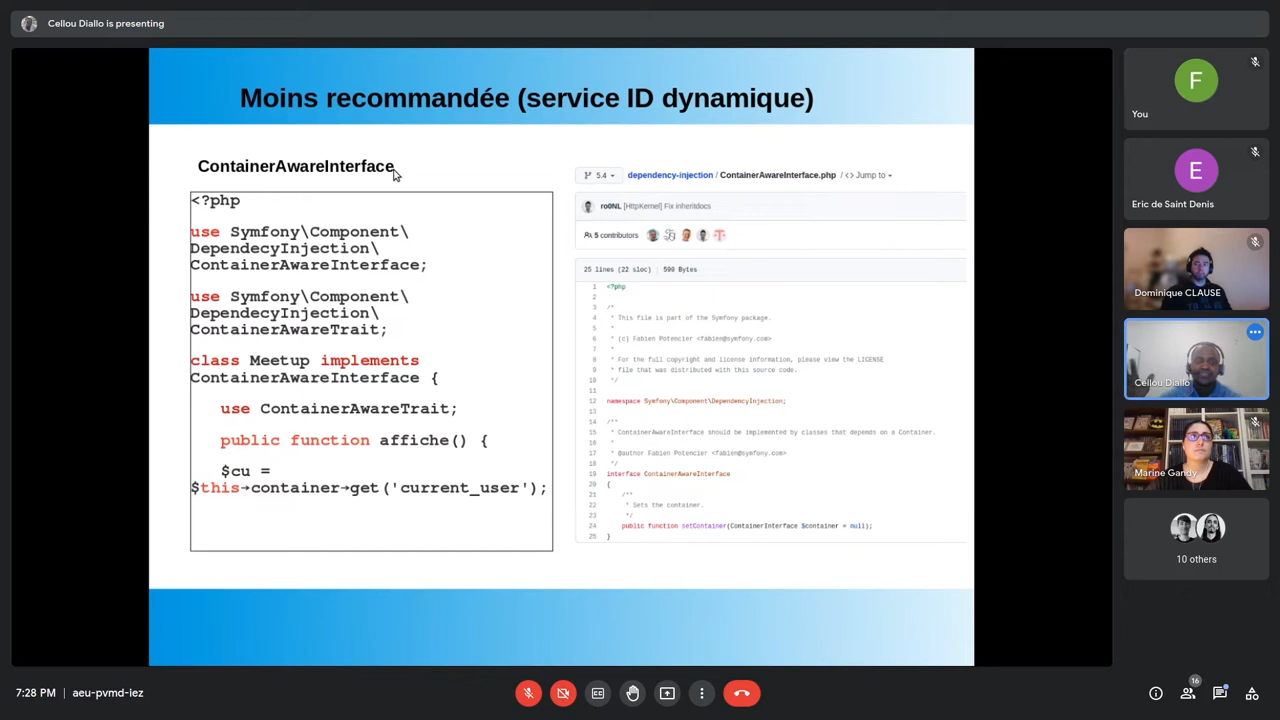 Cellou Diallo is presenting
Moins recommandée (service ID dynamique)
ContainerAwareInterface
<?php
use Symfony\Component\
DependecyInjection\
ContainerAwareInterface;
use Symfony\Component\
DependecyInjection\
ContainerAwareTrait;
class Meetup implements
ContainerAwareInterface {
use ContainerAwareTrait;
public function affiche() {
$cu =
$this→container→get('current_user');
5.4
dependency-injection / ContainerAwareInterface.php / <> Jump to
ro0NL [HttpKernel] Fix inheritdocs
5 contributors
25 lines (22 sloc) 590 Bytes
1 <?php
2
3 /*
4 * This file is part of the Symfony package.
5 *
6 * (c) Fabien Potencier <fabien@symfony.com>
7 *
8 * For the full copyright and license information, please view the LICENSE
9 * file that was distributed with this source code.
10 */
11
12 namespace Symfony\Component\DependencyInjection;
13
14 /**
15 * ContainerAwareInterface should be implemented by classes that depends on a Container.
16 *
17 * @author Fabien Potencier <fabien@symfony.com>
18 */
19 interface ContainerAwareInterface
20 {
21 /**
22 * Sets the container.
23 */
24 public function setContainer(ContainerInterface $container = null);
25 }
F
You
E
Eric de Saint Denis
Dominique CLAUSE
Cellou Diallo
Marine Gandy
10 others
7:28 PM | aeu-pvmd-iez
16